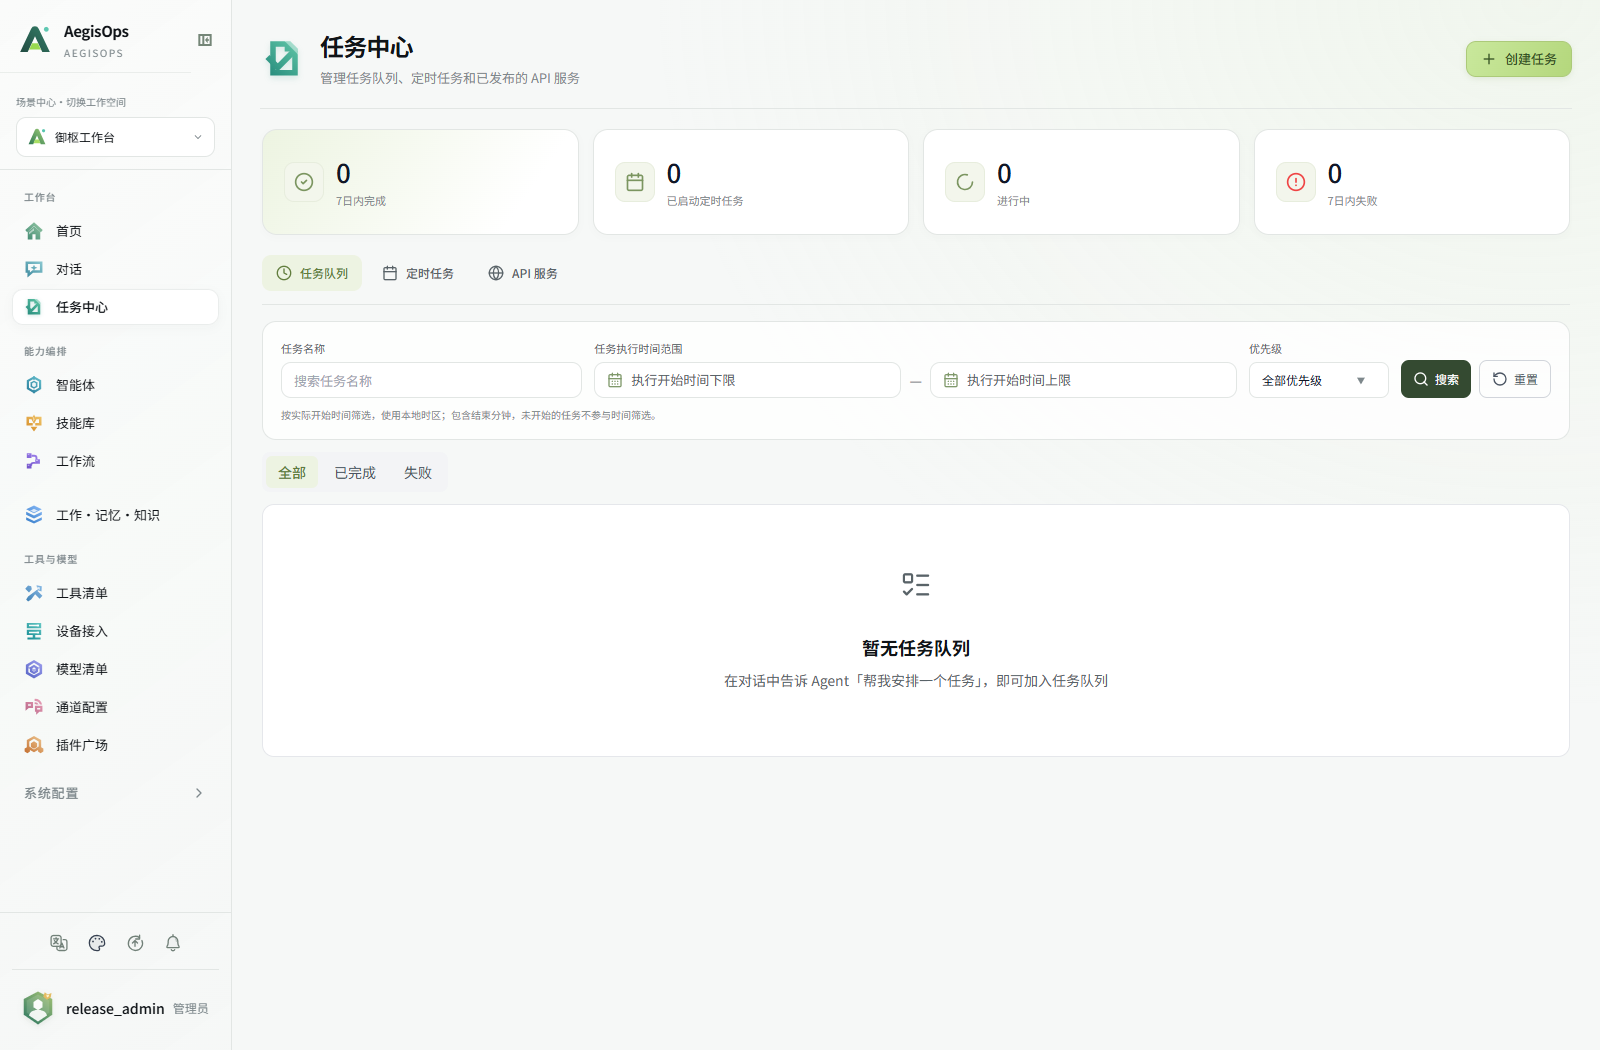 AegisOps
AEGISOPS
场景中心・切换工作空间
御枢工作台
工作台
首页
对话
任务中心
能力编排
智能体
技能库
工作流
工作・记忆・知识
工具与模型
工具清单
设备接入
模型清单
通道配置
插件广场
系统配置
release_admin 管理员
任务中心
管理任务队列、定时任务和已发布的 API 服务
创建任务
0
7日内完成
0
已启动定时任务
0
进行中
0
7日内失败
任务队列 定时任务 API 服务
任务名称 任务执行时间范围 优先级
搜索任务名称 执行开始时间下限 — 执行开始时间上限 全部优先级 搜索 重置
按实际开始时间筛选，使用本地时区；包含结束分钟，未开始的任务不参与时间筛选。
全部 已完成 失败
暂无任务队列
在对话中告诉 Agent「帮我安排一个任务」，即可加入任务队列